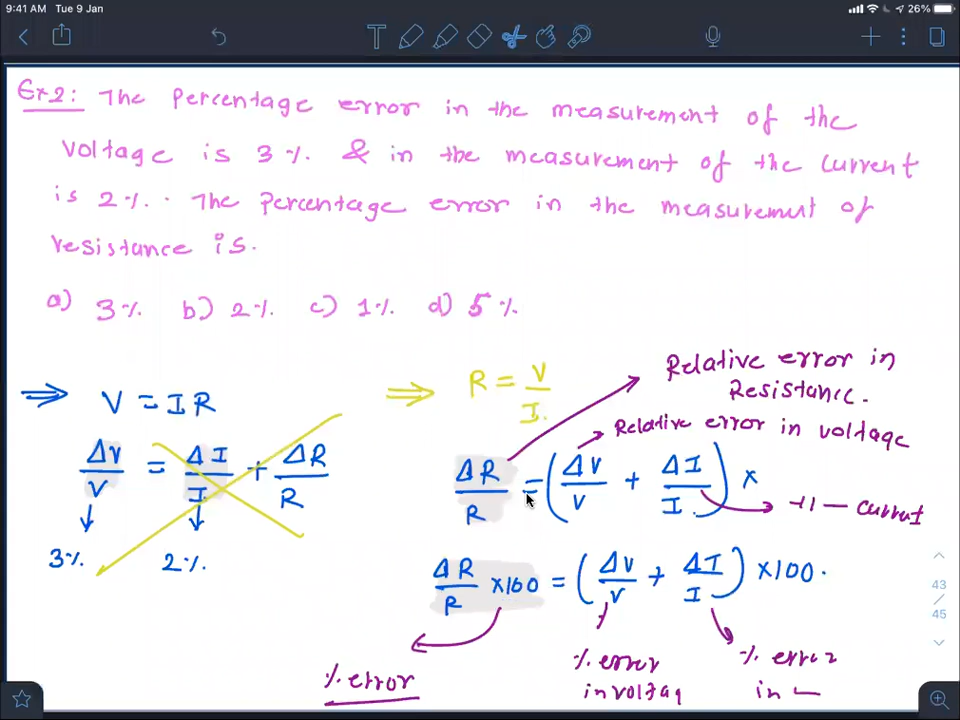 9:41 AM Tue 9 Jan
26%
Ex2: The percentage error in the measurement of the
voltage is 3 % & in the measurement of the current
is 2 %. The percentage error in the measurement of
resistance is.
a) 3 %. b) 2 %. c) 1 %. d) 5 %.
⇒ V = I R
ΔV/V = ΔI/I + ΔR/R
3 %. 2 %.
⇒ R = V/I.
Relative error in
Resistance.
Relative error in voltage
ΔR/R = (ΔV/V + ΔI/I.) ×
—11— current
ΔR/R ×100 = (ΔV/V + ΔI/I) ×100.
% error
% error
in voltag
% error
in
43
/
45